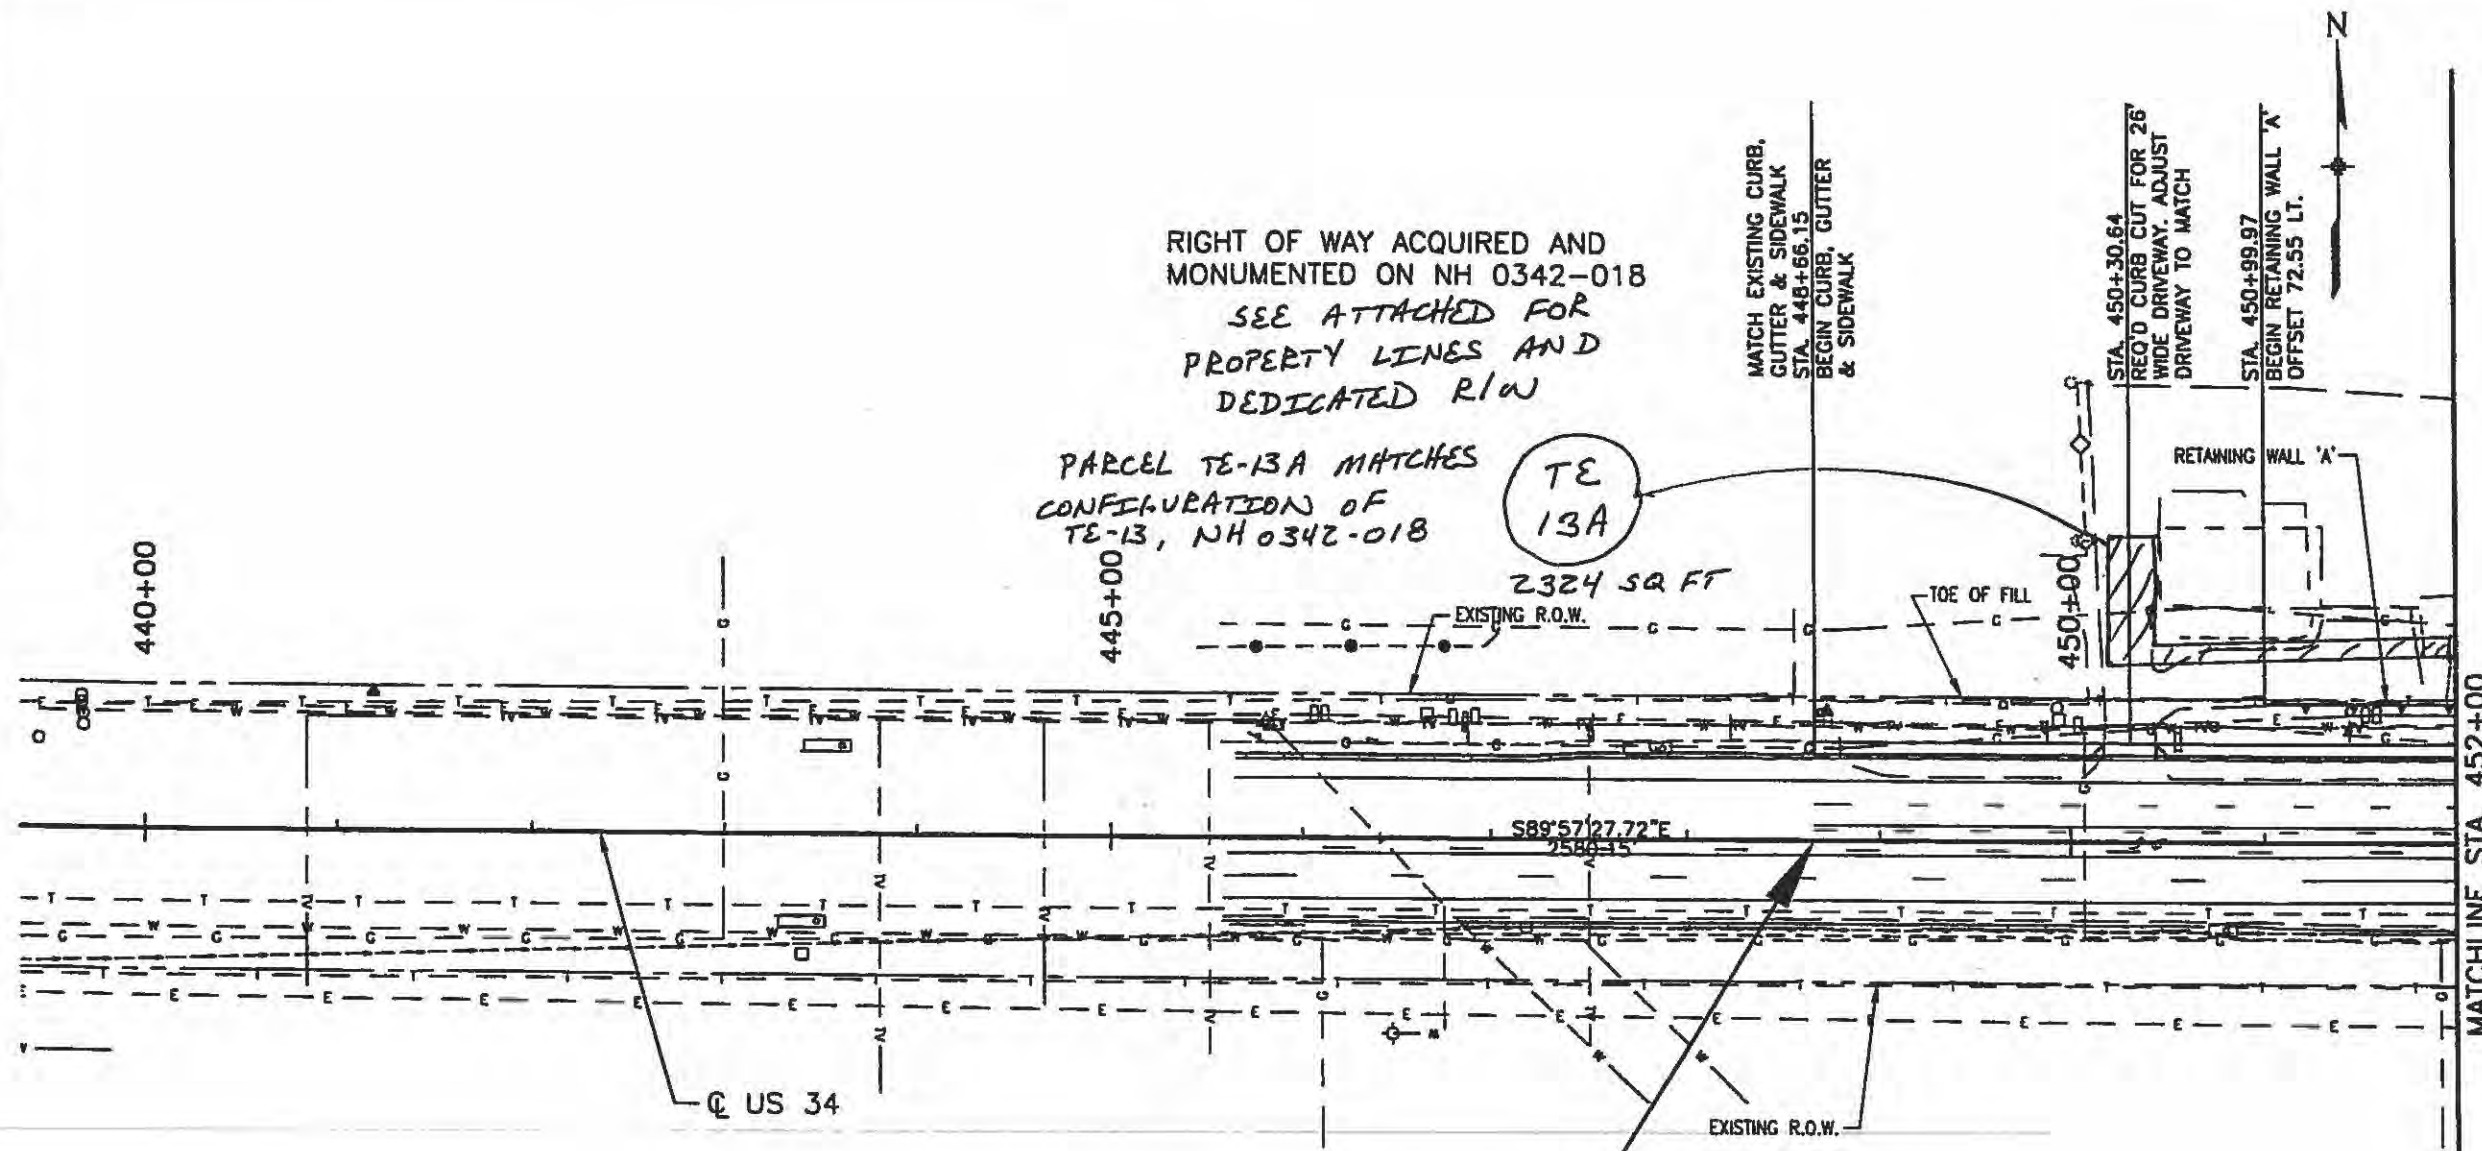 N
MATCH EXISTING CURB,
GUTTER & SIDEWALK
STA. 448+66.15
BEGIN CURB, GUTTER
& SIDEWALK
STA. 450+30.64
REQ'D CURB CUT FOR 26'
WIDE DRIVEWAY. ADJUST
DRIVEWAY TO MATCH
STA. 450+99.97
BEGIN RETAINING WALL 'A'
OFFSET 72.55 LT.
RIGHT OF WAY ACQUIRED AND
MONUMENTED ON NH 0342-018
SEE ATTACHED FOR
PROPERTY LINES AND
DEDICATED R/W
PARCEL TE-13A MATCHES
CONFIGURATION OF
TE-13, NH 0342-018
TE
13A
2324 SQ FT
RETAINING WALL 'A'
440+00
445+00
450+00
EXISTING R.O.W.
TOE OF FILL
S89°57'27.72"E
2580.15'
MATCHLINE STA. 452+00
℄ US 34
EXISTING R.O.W.